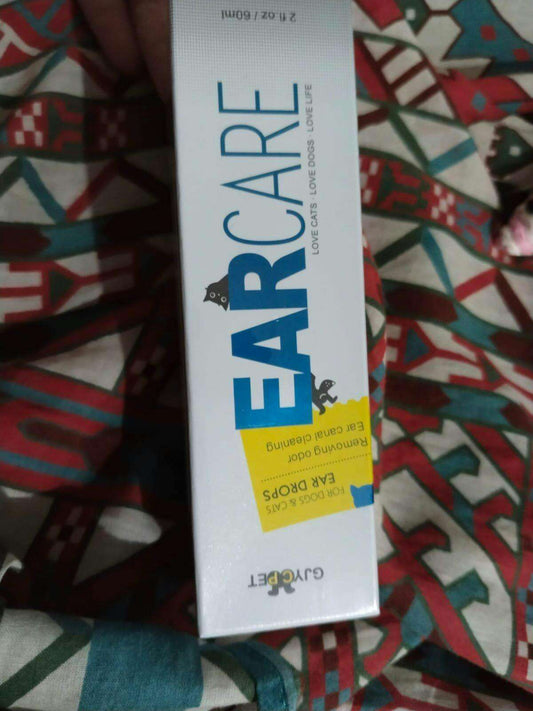 2 fl.oz / 60ml
EARCARE
LOVE CATS · LOVE DOGS · LOVE LIFE
Removing odor
Ear canal cleaning
FOR DOGS & CATS
EAR DROPS
GJYCPET